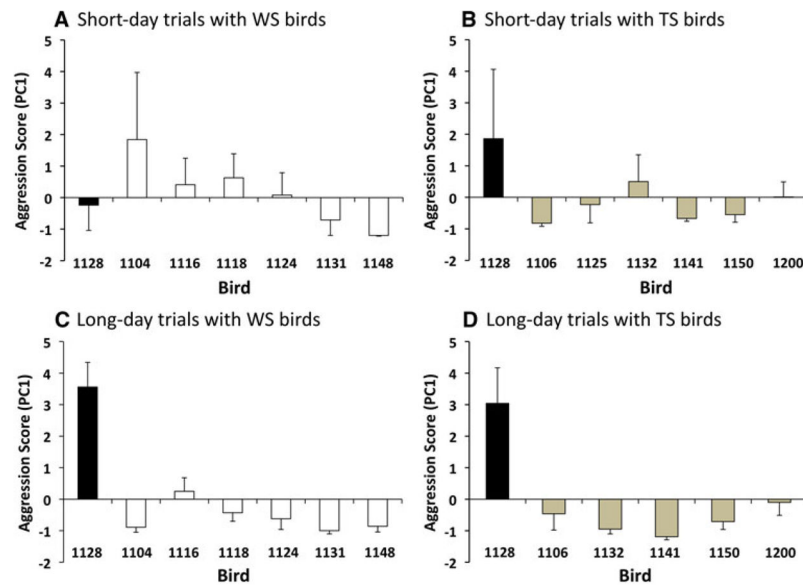 A Short-day trials with WS birds
Aggression Score (PC1)
5
4
3
2
1
0
-1
-2
1128 1104 1116 1118 1124 1131 1148
Bird
B Short-day trials with TS birds
Aggression Score (PC1)
5
4
3
2
1
0
-1
-2
1128 1106 1125 1132 1141 1150 1200
Bird
C Long-day trials with WS birds
Aggression Score (PC1)
5
4
3
2
1
0
-1
-2
1128 1104 1116 1118 1124 1131 1148
Bird
D Long-day trials with TS birds
Aggression Score (PC1)
5
4
3
2
1
0
-1
-2
1128 1106 1132 1141 1150 1200
Bird